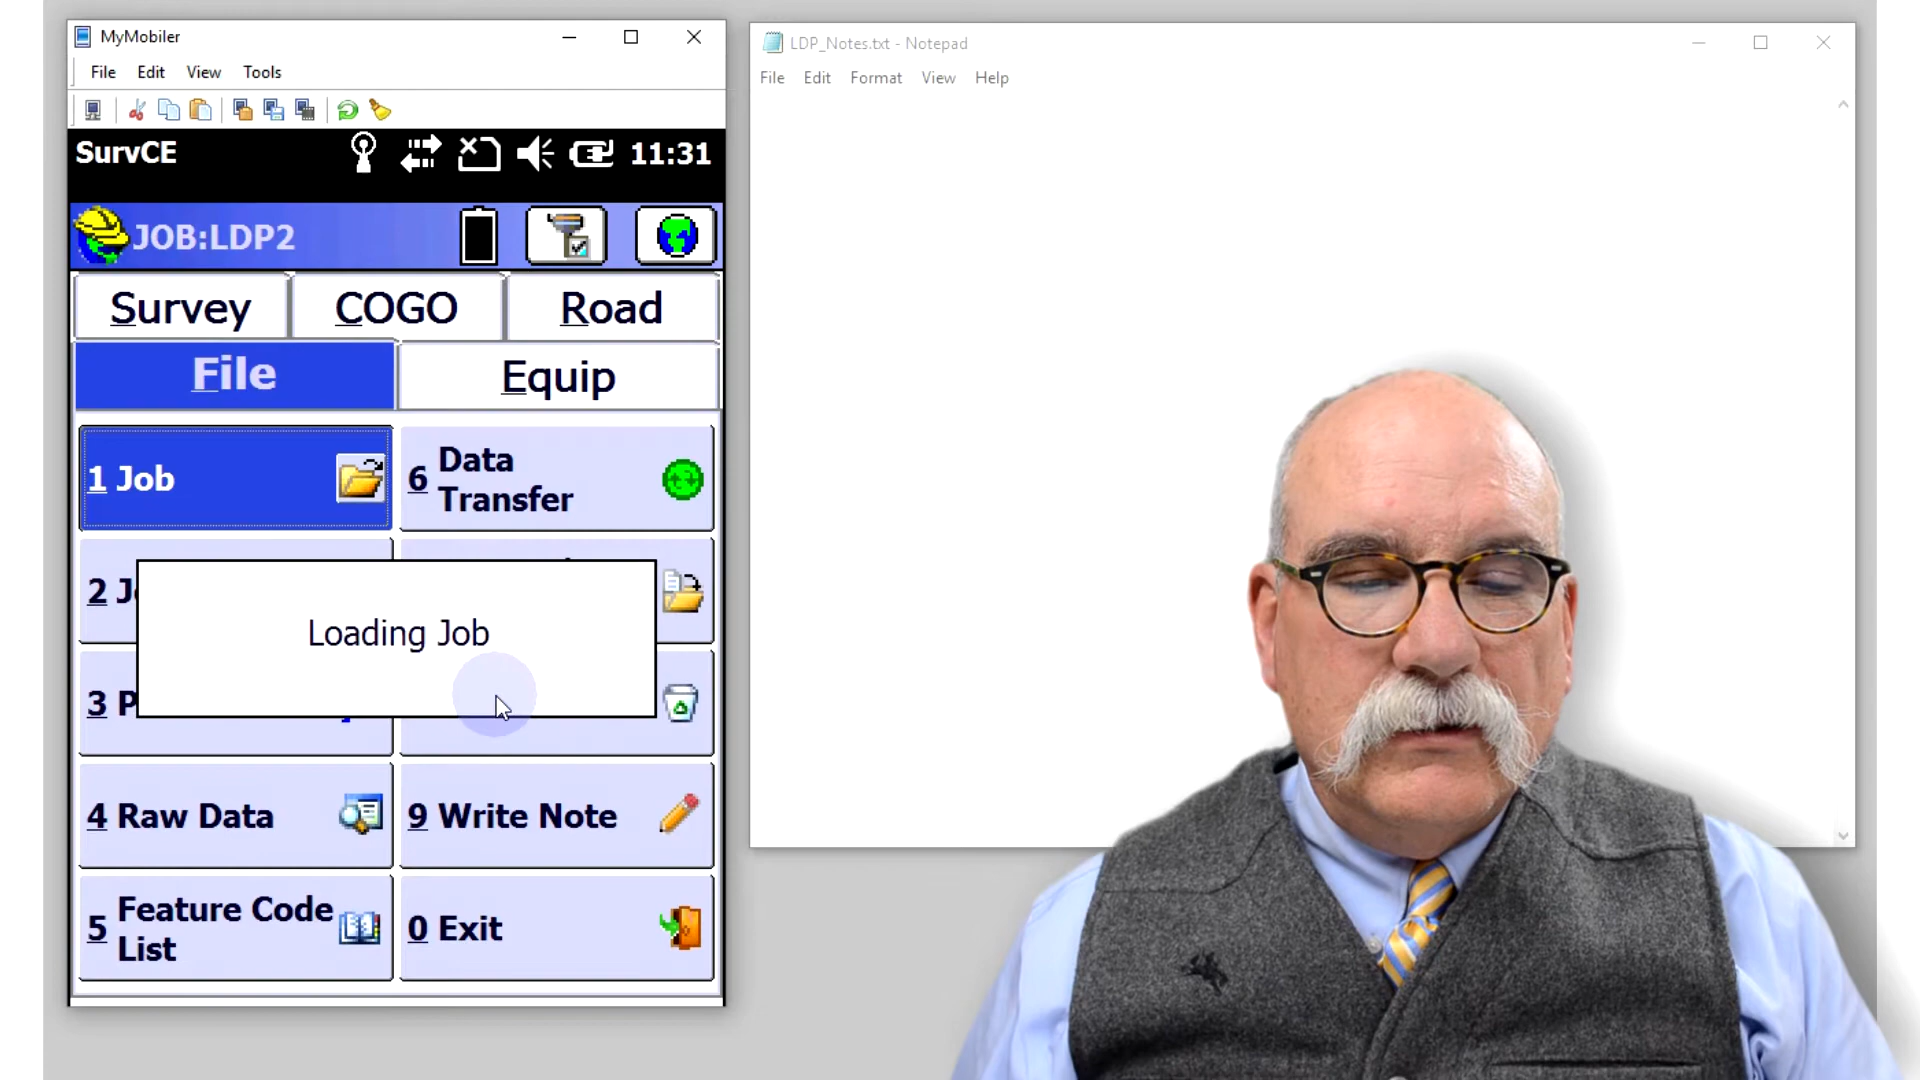 MyMobiler
File Edit View Tools
SurvCE 11:31
JOB:LDP2
Survey COGO Road
File Equip
1 Job
6 Data
Transfer
2 J
3 P
4 Raw Data
9 Write Note
5 Feature Code
List
0 Exit
Loading Job
LDP_Notes.txt - Notepad
File Edit Format View Help